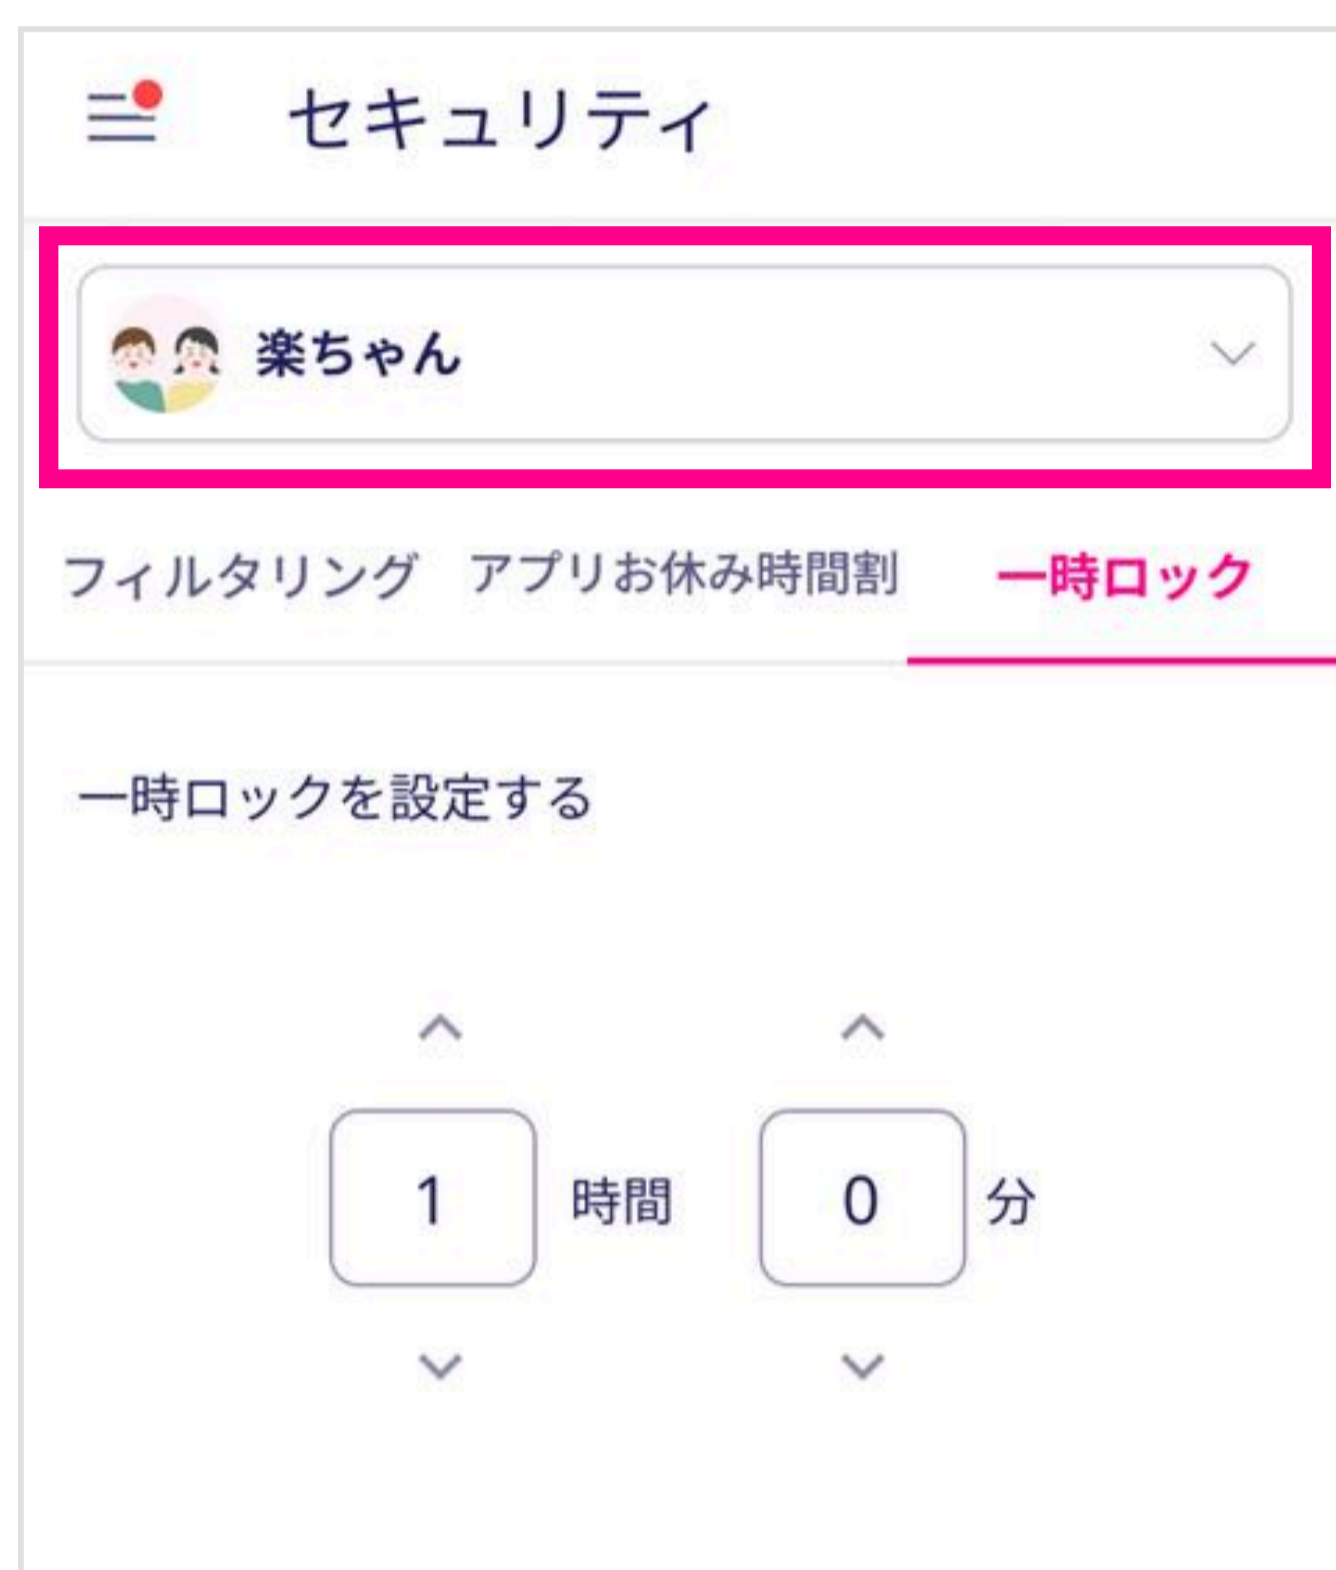 セキュリティ
楽ちゃん
フィルタリング アプリお休み時間割 一時ロック
一時ロックを設定する
1 時間 0 分